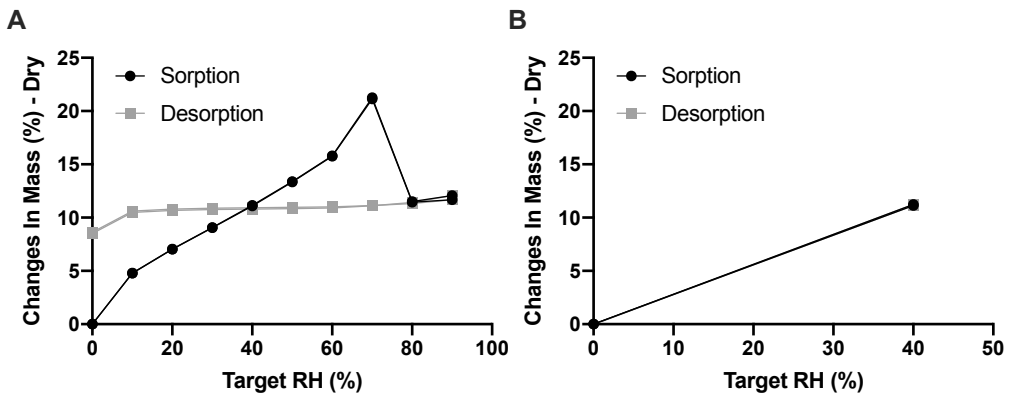 A
Changes In Mass (%) - Dry
25
20
15
10
5
0
Sorption
Desorption
0 20 40 60 80 100
Target RH (%)
B
Changes In Mass (%) - Dry
25
20
15
10
5
0
Sorption
Desorption
0 10 20 30 40 50
Target RH (%)